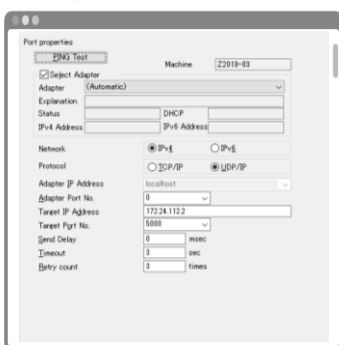 Port properties
PING Test
Machine Z2010-03
Select Adapter
Adapter (Automatic)
Explanation
Status DHCP
IPv4 Address IPv6 Address
Network IPv4 IPv6
Protocol TCP/IP UDP/IP
Adapter IP Address localhost
Adapter Port No. 0
Target IP Address 172.24.112.2
Target Port No. 5000
Send Delay 0 msec
Timeout 3 sec
Retry count 3 times